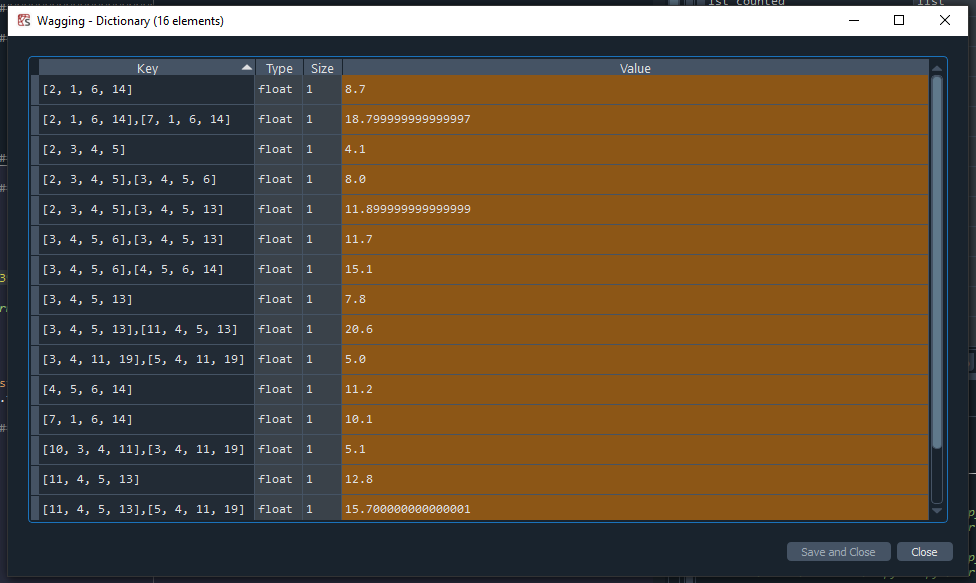 1st counted
list
Wagging - Dictionary (16 elements)
Key Type Size Value
[2, 1, 6, 14] float 1 8.7
[2, 1, 6, 14],[7, 1, 6, 14] float 1 18.799999999999997
[2, 3, 4, 5] float 1 4.1
[2, 3, 4, 5],[3, 4, 5, 6] float 1 8.0
[2, 3, 4, 5],[3, 4, 5, 13] float 1 11.899999999999999
[3, 4, 5, 6],[3, 4, 5, 13] float 1 11.7
[3, 4, 5, 6],[4, 5, 6, 14] float 1 15.1
[3, 4, 5, 13] float 1 7.8
[3, 4, 5, 13],[11, 4, 5, 13] float 1 20.6
[3, 4, 11, 19],[5, 4, 11, 19] float 1 5.0
[4, 5, 6, 14] float 1 11.2
[7, 1, 6, 14] float 1 10.1
[10, 3, 4, 11],[3, 4, 11, 19] float 1 5.1
[11, 4, 5, 13] float 1 12.8
[11, 4, 5, 13],[5, 4, 11, 19] float 1 15.700000000000001
Save and Close
Close